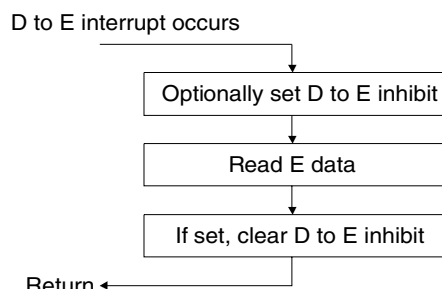 D to E interrupt occurs
Optionally set D to E inhibit
Read E data
If set, clear D to E inhibit
Return